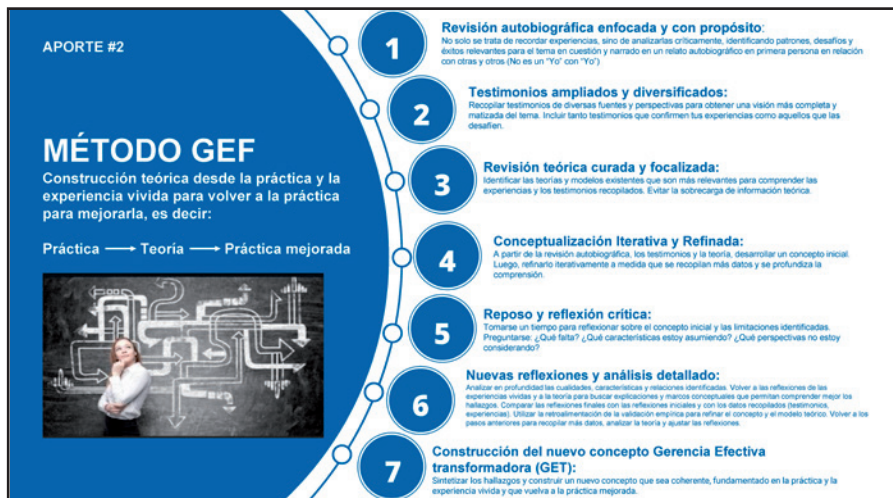 APORTE #2
MÉTODO GEF
Construcción teórica desde la práctica y la
experiencia vivida para volver a la práctica
para mejorarla, es decir:
Práctica → Teoría → Práctica mejorada
1
Revisión autobiográfica enfocada y con propósito:
No solo se trata de recordar experiencias, sino de analizarlas críticamente, identificando patrones, desafíos y
éxitos relevantes para el tema en cuestión y narrado en un relato autobiográfico en primera persona en relación
con otras y otros (No es un "Yo" con "Yo")
2
Testimonios ampliados y diversificados:
Recopilar testimonios de diversas fuentes y perspectivas para obtener una visión más completa y
matizada del tema. Incluir tanto testimonios que confirmen tus experiencias como aquellos que las
desafíen.
3
Revisión teórica curada y focalizada:
Identificar las teorías y modelos existentes que son más relevantes para comprender las
experiencias y los testimonios recopilados. Evitar la sobrecarga de información teórica.
4
Conceptualización Iterativa y Refinada:
A partir de la revisión autobiográfica, los testimonios y la teoría, desarrollar un concepto inicial.
Luego, refinarlo iterativamente a medida que se recopilan más datos y se profundiza la
comprensión.
5
Reposo y reflexión crítica:
Tomarse un tiempo para reflexionar sobre el concepto inicial y las limitaciones identificadas.
Preguntarse: ¿Qué falta? ¿Qué características estoy asumiendo? ¿Qué perspectivas no estoy
considerando?
6
Nuevas reflexiones y análisis detallado:
Analizar en profundidad las cualidades, características y relaciones identificadas. Volver a las reflexiones de las
experiencias vividas y a la teoría para buscar explicaciones y marcos conceptuales que permitan comprender mejor los
hallazgos. Comparar las reflexiones finales con las reflexiones iniciales y con los datos recopilados (testimonios,
experiencias). Utilizar la retroalimentación de la validación empírica para refinar el concepto y el modelo teórico. Volver a los
pasos anteriores para recopilar más datos, analizar la teoría y ajustar las reflexiones.
7
Construcción del nuevo concepto Gerencia Efectiva
transformadora (GET):
Sintetizar los hallazgos y construir un nuevo concepto que sea coherente, fundamentado en la práctica y la
experiencia vivida y que vuelva a la práctica mejorada.